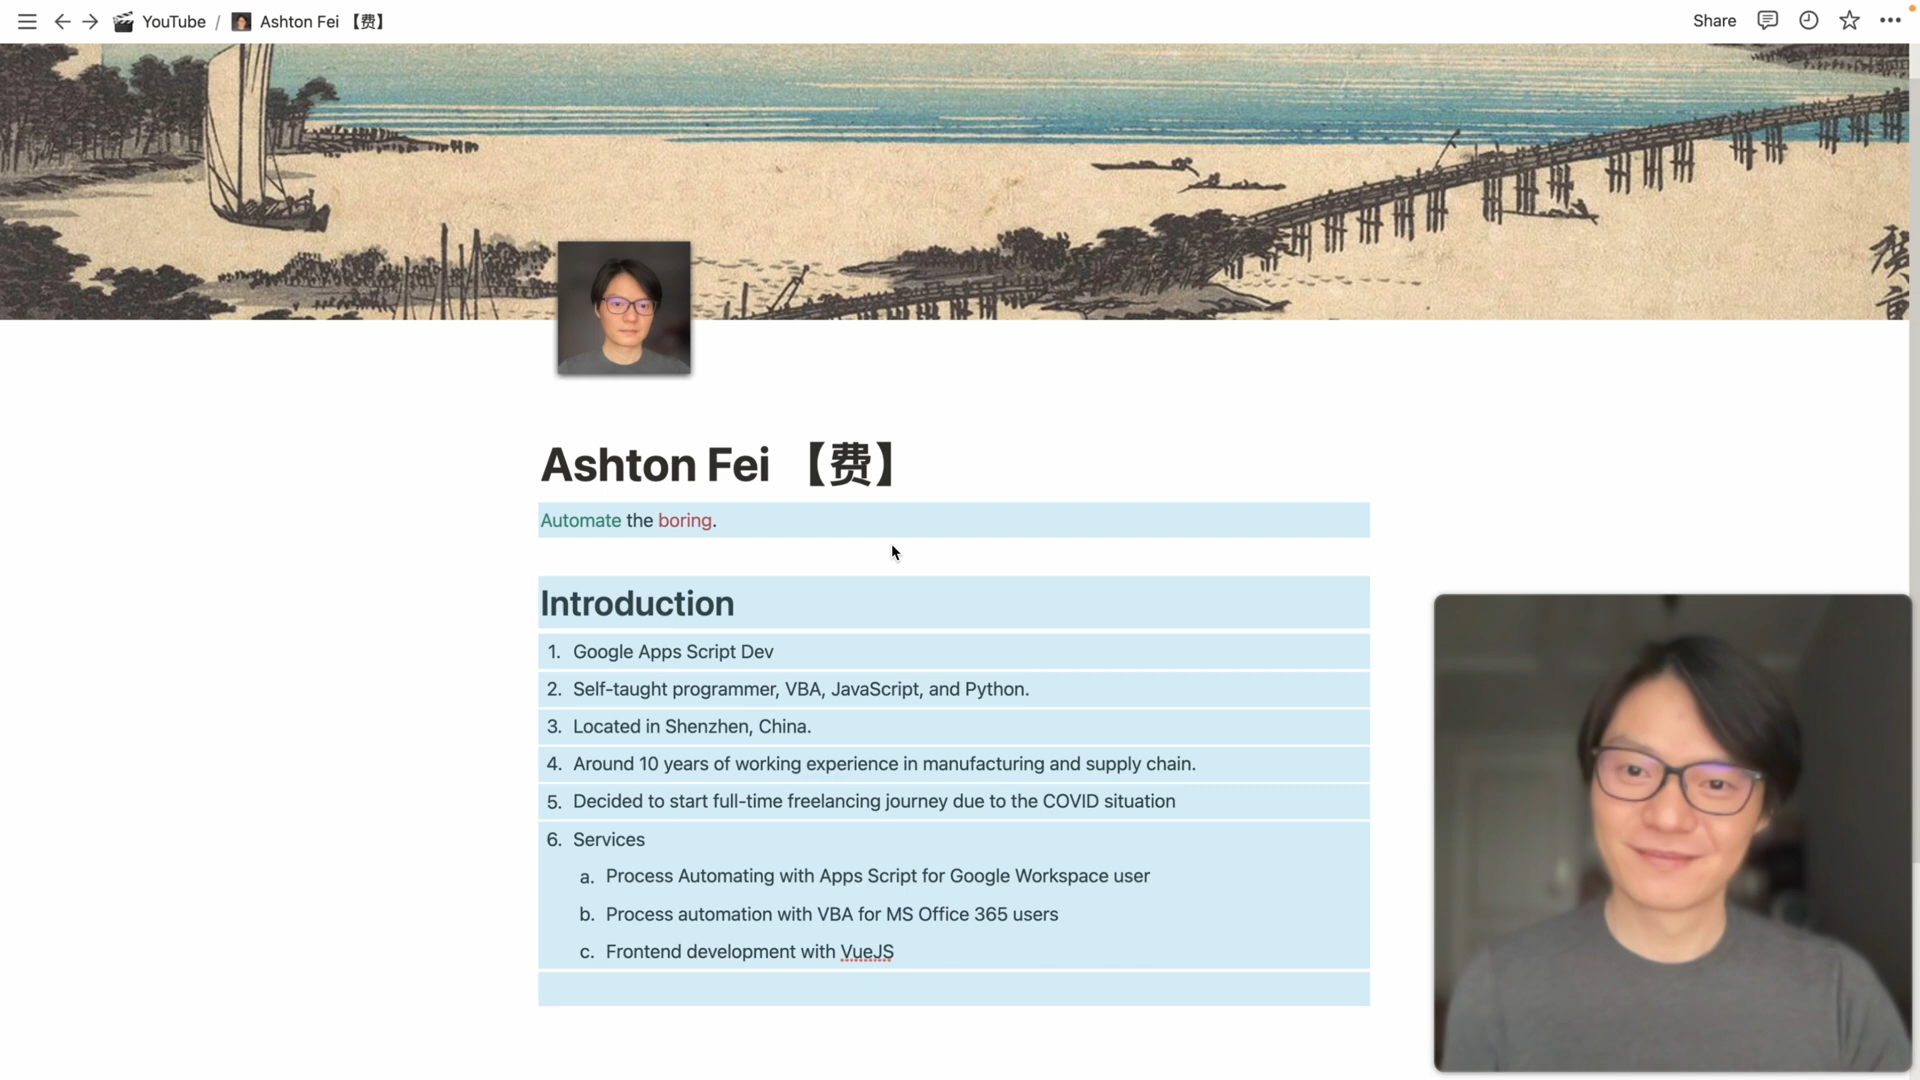 YouTube / Ashton Fei 【费】
Share
Ashton Fei 【费】
Automate the boring.
Introduction
1. Google Apps Script Dev
2. Self-taught programmer, VBA, JavaScript, and Python.
3. Located in Shenzhen, China.
4. Around 10 years of working experience in manufacturing and supply chain.
5. Decided to start full-time freelancing journey due to the COVID situation
6. Services
a. Process Automating with Apps Script for Google Workspace user
b. Process automation with VBA for MS Office 365 users
c. Frontend development with VueJS